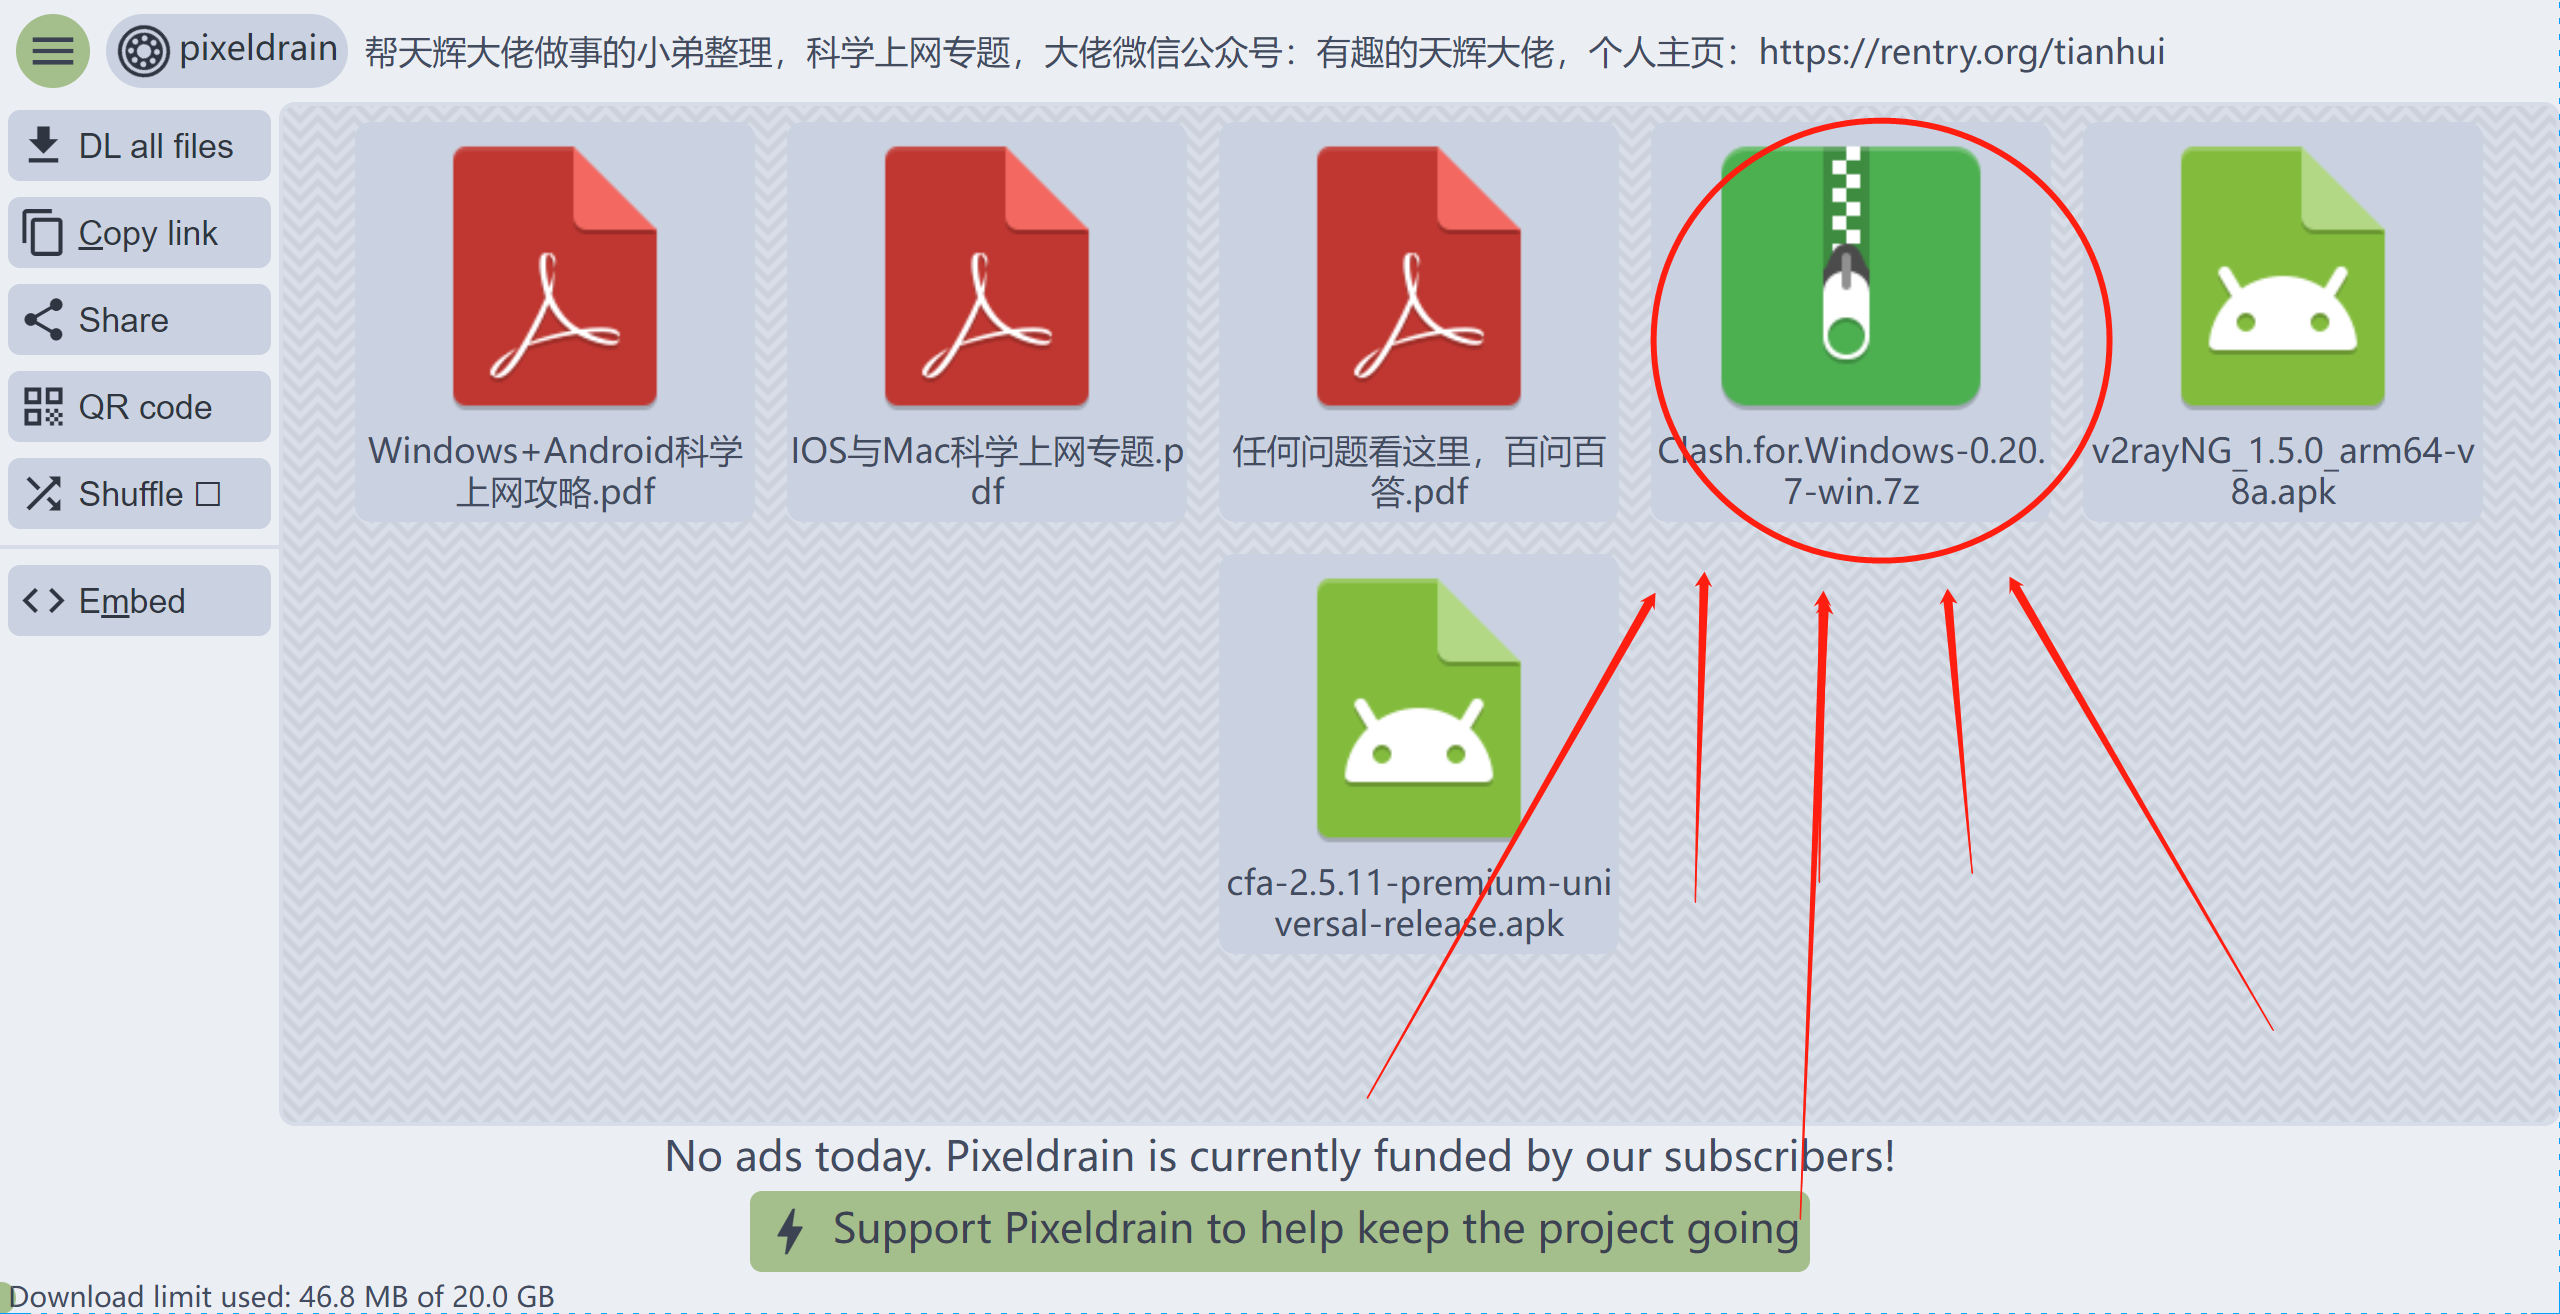 pixeldrain
帮天辉大佬做事的小弟整理，科学上网专题，大佬微信公众号：有趣的天辉大佬，个人主页：https://rentry.org/tianhui
DL all files
Copy link
Share
QR code
Shuffle ☐
Embed
Windows+Android科学
上网攻略.pdf
IOS与Mac科学上网专题.p
df
任何问题看这里，百问百
答.pdf
Clash.for.Windows-0.20.
7-win.7z
v2rayNG_1.5.0_arm64-v
8a.apk
cfa-2.5.11-premium-uni
versal-release.apk
No ads today. Pixeldrain is currently funded by our subscribers!
Support Pixeldrain to help keep the project going
Download limit used: 46.8 MB of 20.0 GB